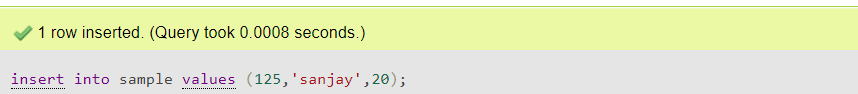 1 row inserted. (Query took 0.0008 seconds.)
insert into sample values (125,'sanjay',20);